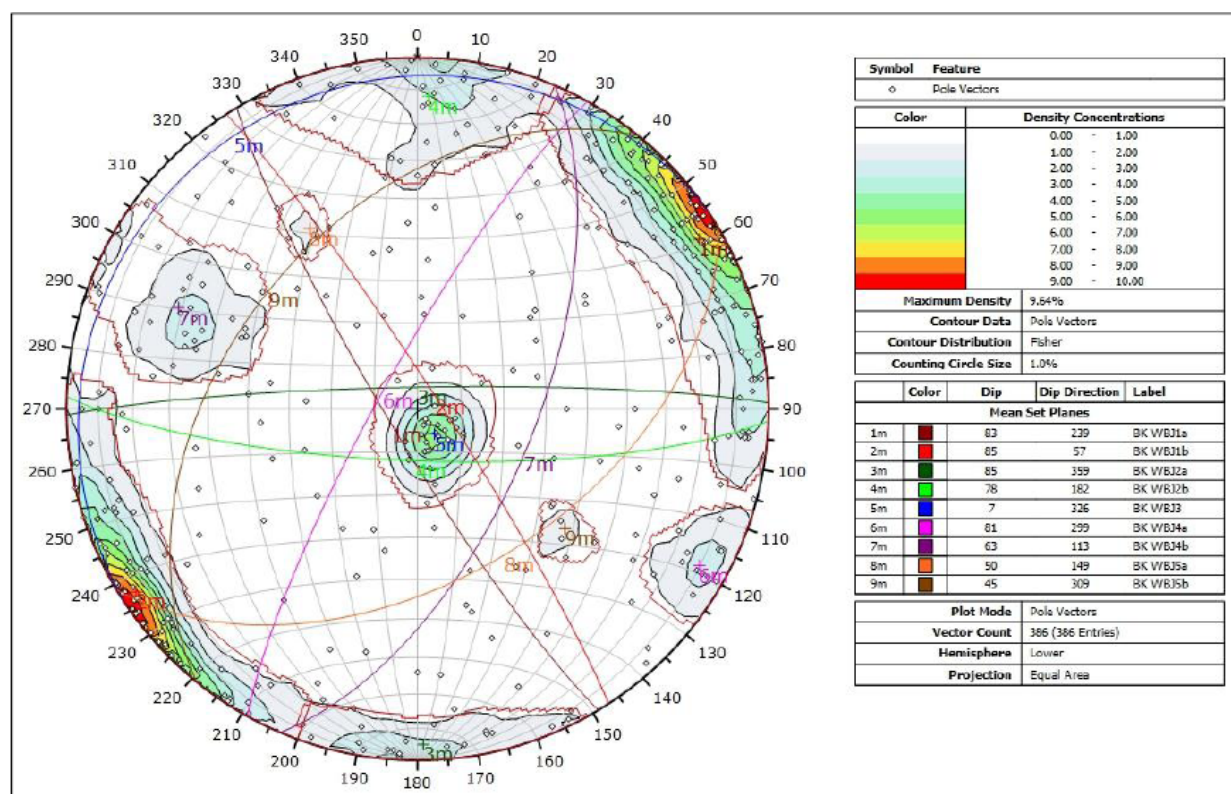 0
10
20
30
40
50
60
70
80
90
100
110
120
130
140
150
160
170
180
190
200
210
220
230
240
250
260
270
280
290
300
310
320
330
340
350
4m
5m
1m
8m
9m
7m
6m
3m
2m
5m
4m
7m
9m
8m
6m
3m
Symbol Feature
Pole Vectors
Color Density Concentrations
0.00 - 1.00
1.00 - 2.00
2.00 - 3.00
3.00 - 4.00
4.00 - 5.00
5.00 - 6.00
6.00 - 7.00
7.00 - 8.00
8.00 - 9.00
9.00 - 10.00
Maximum Density 9.64%
Contour Data Pole Vectors
Contour Distribution Fisher
Counting Circle Size 1.0%
Color Dip Dip Direction Label
Mean Set Planes
1m 83 239 BK WBJ1a
2m 85 57 BK WBJ1b
3m 85 359 BK WBJ2a
4m 78 182 BK WBJ2b
5m 7 326 BK WBJ3
6m 81 299 BK WBJ4a
7m 63 113 BK WBJ4b
8m 50 149 BK WBJ5a
9m 45 309 BK WBJ5b
Plot Mode Pole Vectors
Vector Count 386 (386 Entries)
Hemisphere Lower
Projection Equal Area